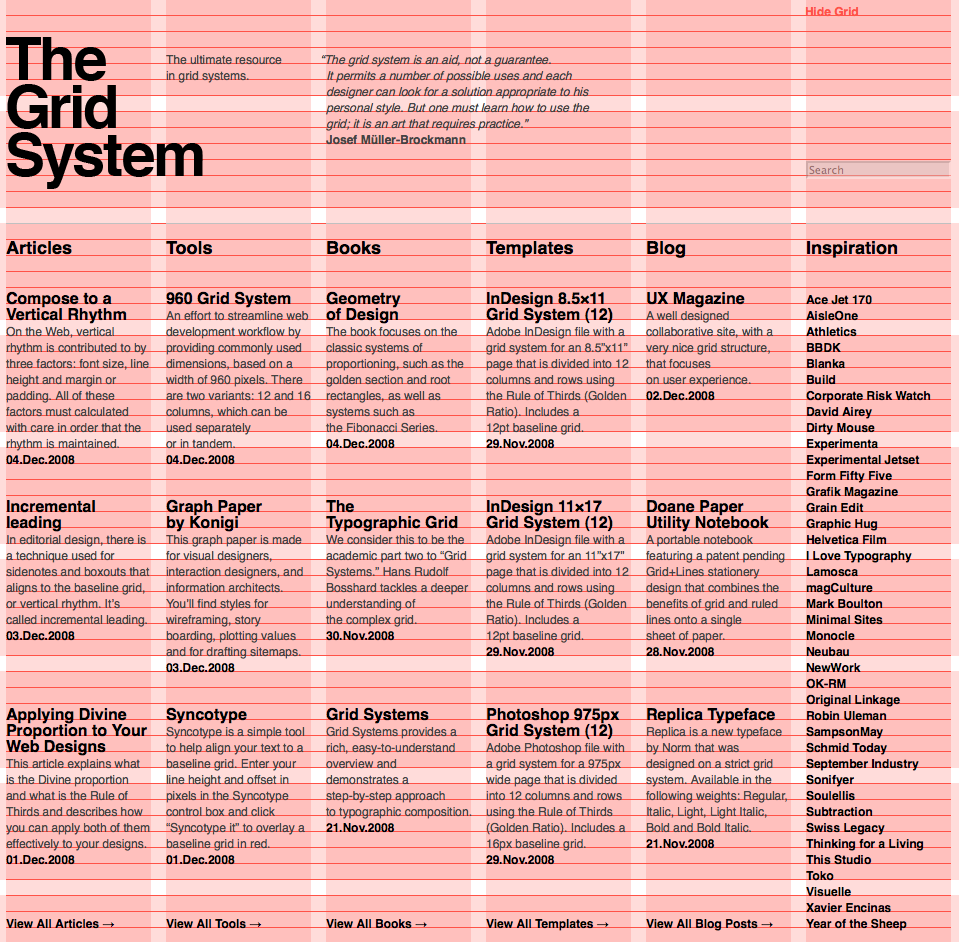 Hide Grid
The
Grid
System
The ultimate resource
in grid systems.
“The grid system is an aid, not a guarantee.
It permits a number of possible uses and each
designer can look for a solution appropriate to his
personal style. But one must learn how to use the
grid; it is an art that requires practice.”
Josef Müller-Brockmann
Search
Articles
Compose to a
Vertical Rhythm
On the Web, vertical
rhythm is contributed to by
three factors: font size, line
height and margin or
padding. All of these
factors must calculated
with care in order that the
rhythm is maintained.
04.Dec.2008
Incremental
leading
In editorial design, there is
a technique used for
sidenotes and boxouts that
aligns to the baseline grid,
or vertical rhythm. It’s
called incremental leading.
03.Dec.2008
Applying Divine
Proportion to Your
Web Designs
This article explains what
is the Divine proportion
and what is the Rule of
Thirds and describes how
you can apply both of them
effectively to your designs.
01.Dec.2008
View All Articles →
Tools
960 Grid System
An effort to streamline web
development workflow by
providing commonly used
dimensions, based on a
width of 960 pixels. There
are two variants: 12 and 16
columns, which can be
used separately
or in tandem.
04.Dec.2008
Graph Paper
by Konigi
This graph paper is made
for visual designers,
interaction designers, and
information architects.
You’ll find styles for
wireframing, story
boarding, plotting values
and for drafting sitemaps.
03.Dec.2008
Syncotype
Syncotype is a simple tool
to help align your text to a
baseline grid. Enter your
line height and offset in
pixels in the Syncotype
control box and click
“Syncotype it” to overlay a
baseline grid in red.
01.Dec.2008
View All Tools →
Books
Geometry
of Design
The book focuses on the
classic systems of
proportioning, such as the
golden section and root
rectangles, as well as
systems such as
the Fibonacci Series.
04.Dec.2008
The
Typographic Grid
We consider this to be the
academic part two to “Grid
Systems.” Hans Rudolf
Bosshard tackles a deeper
understanding of
the complex grid.
30.Nov.2008
Grid Systems
Grid Systems provides a
rich, easy-to-understand
overview and
demonstrates a
step-by-step approach
to typographic composition.
21.Nov.2008
View All Books →
Templates
InDesign 8.5×11
Grid System (12)
Adobe InDesign file with a
grid system for an 8.5”x11”
page that is divided into 12
columns and rows using
the Rule of Thirds (Golden
Ratio). Includes a
12pt baseline grid.
29.Nov.2008
InDesign 11×17
Grid System (12)
Adobe InDesign file with a
grid system for an 11”x17”
page that is divided into 12
columns and rows using
the Rule of Thirds (Golden
Ratio). Includes a
12pt baseline grid.
29.Nov.2008
Photoshop 975px
Grid System (12)
Adobe Photoshop file with
a grid system for a 975px
wide page that is divided
into 12 columns and rows
using the Rule of Thirds
(Golden Ratio). Includes a
16px baseline grid.
29.Nov.2008
View All Templates →
Blog
UX Magazine
A well designed
collaborative site, with a
very nice grid structure,
that focuses
on user experience.
02.Dec.2008
Doane Paper
Utility Notebook
A portable notebook
featuring a patent pending
Grid+Lines stationery
design that combines the
benefits of grid and ruled
lines onto a single
sheet of paper.
28.Nov.2008
Replica Typeface
Replica is a new typeface
by Norm that was
designed on a strict grid
system. Available in the
following weights: Regular,
Italic, Light, Light Italic,
Bold and Bold Italic.
21.Nov.2008
View All Blog Posts →
Inspiration
Ace Jet 170
AisleOne
Athletics
BBDK
Blanka
Build
Corporate Risk Watch
David Airey
Dirty Mouse
Experimenta
Experimental Jetset
Form Fifty Five
Grafik Magazine
Grain Edit
Graphic Hug
Helvetica Film
I Love Typography
Lamosca
magCulture
Mark Boulton
Minimal Sites
Monocle
Neubau
NewWork
OK-RM
Original Linkage
Robin Uleman
SampsonMay
Schmid Today
September Industry
Sonifyer
Soulellis
Subtraction
Swiss Legacy
Thinking for a Living
This Studio
Toko
Visuelle
Xavier Encinas
Year of the Sheep